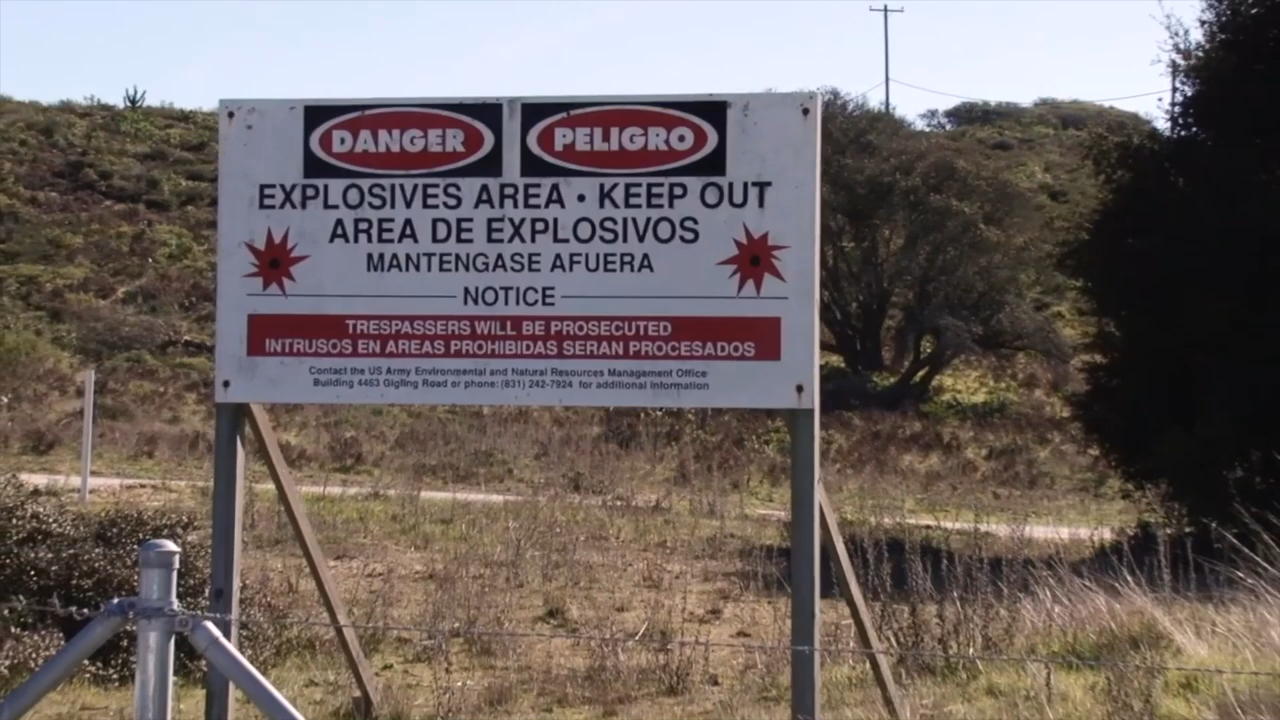 DANGER PELIGRO
EXPLOSIVES AREA • KEEP OUT
AREA DE EXPLOSIVOS
MANTENGASE AFUERA
NOTICE
TRESPASSERS WILL BE PROSECUTED
INTRUSOS EN AREAS PROHIBIDAS SERAN PROCESADOS
Contact the US Army Environmental and Natural Resources Management Office
Building 4463 Gigling Road or phone: (831) 242-7924 for additional information